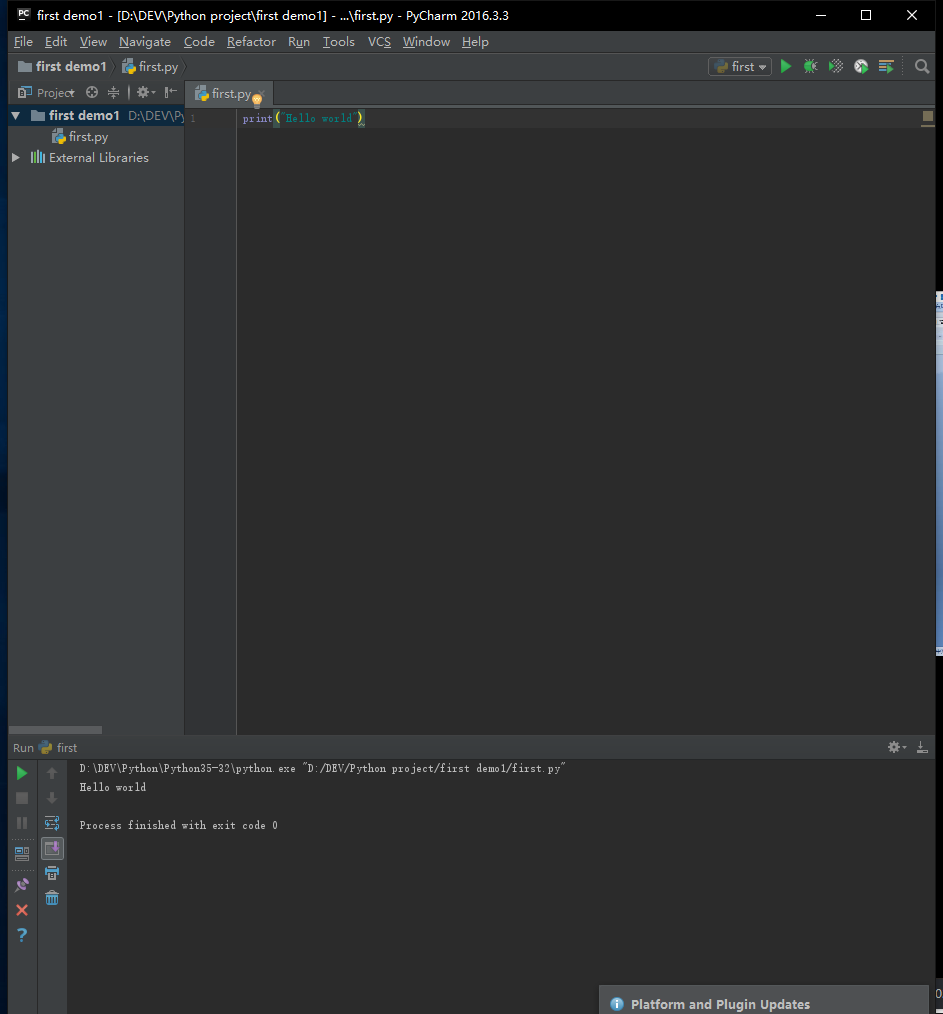 PC first demo1 - [D:\DEV\Python project\first demo1] - ...\first.py - PyCharm 2016.3.3
File Edit View Navigate Code Refactor Run Tools VCS Window Help
first demo1 first.py first
Project first.py
first demo1 D:\DEV\Py
1 print("Hello world")
first.py
External Libraries
Run first
D:\DEV\Python\Python35-32\python.exe "D:/DEV/Python project/first demo1/first.py"
Hello world
Process finished with exit code 0
?
Platform and Plugin Updates